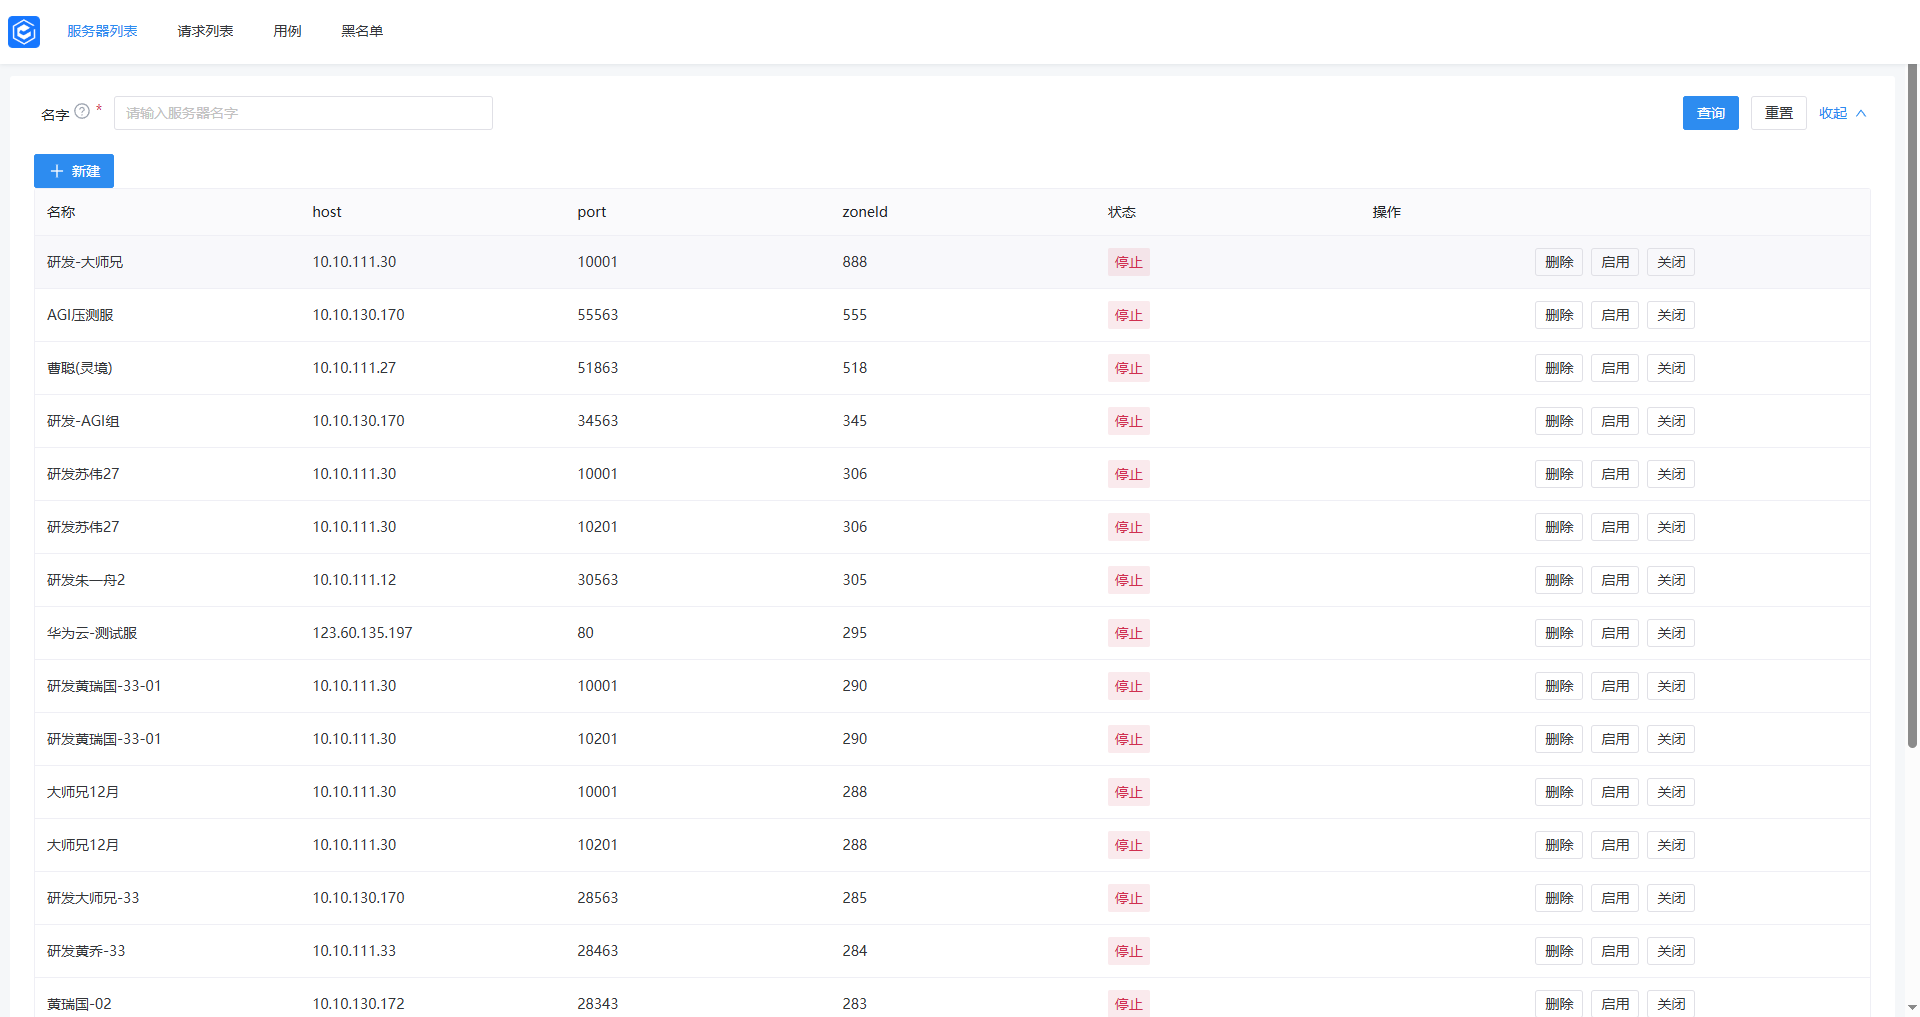 服务器列表 请求列表 用例 黑名单
名字 * 请输入服务器名字 查询 重置 收起
新建
名称 host port zoneId 状态 操作
研发-大师兄 10.10.111.30 10001 888 停止 删除 启用 关闭
AGI压测服 10.10.130.170 55563 555 停止 删除 启用 关闭
曹聪(灵境) 10.10.111.27 51863 518 停止 删除 启用 关闭
研发-AGI组 10.10.130.170 34563 345 停止 删除 启用 关闭
研发苏伟27 10.10.111.30 10001 306 停止 删除 启用 关闭
研发苏伟27 10.10.111.30 10201 306 停止 删除 启用 关闭
研发朱一舟2 10.10.111.12 30563 305 停止 删除 启用 关闭
华为云-测试服 123.60.135.197 80 295 停止 删除 启用 关闭
研发黄瑞国-33-01 10.10.111.30 10001 290 停止 删除 启用 关闭
研发黄瑞国-33-01 10.10.111.30 10201 290 停止 删除 启用 关闭
大师兄12月 10.10.111.30 10001 288 停止 删除 启用 关闭
大师兄12月 10.10.111.30 10201 288 停止 删除 启用 关闭
研发大师兄-33 10.10.130.170 28563 285 停止 删除 启用 关闭
研发黄乔-33 10.10.111.33 28463 284 停止 删除 启用 关闭
黄瑞国-02 10.10.130.172 28343 283 停止 删除 启用 关闭